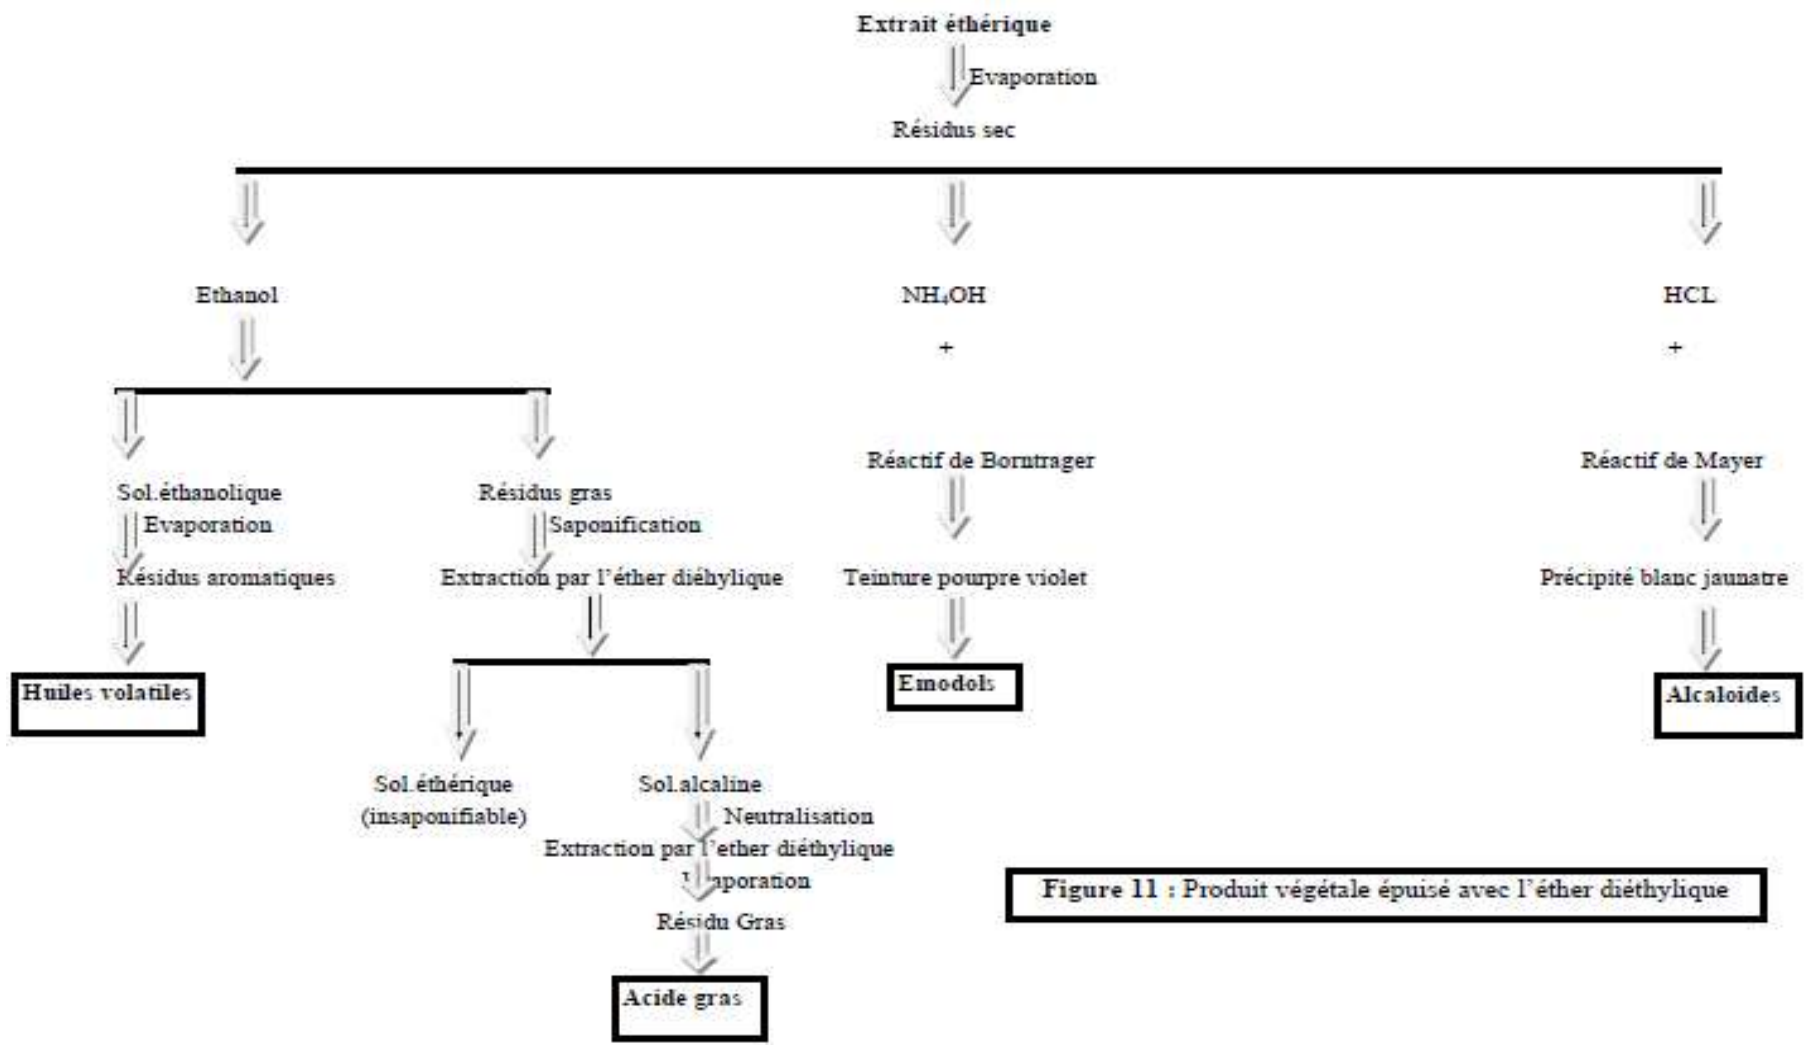 Extrait éthérique
Evaporation
Résidus sec
Ethanol
NH₄OH
HCL
+
+
Réactif de Borntrager
Réactif de Mayer
Sol.éthanolique
Résidus gras
Evaporation
Saponification
Résidus aromatiques
Extraction par l'éther diéhylique
Teinture pourpre violet
Précipité blanc jaunatre
Huiles volatiles
Emodols
Alcaloides
Sol.éthérique
(insaponifiable)
Sol.alcaline
Neutralisation
Extraction par l'ether diéthylique
Evaporation
Résidu Gras
Acide gras
Figure 11 : Produit végétale épuisé avec l'éther diéthylique